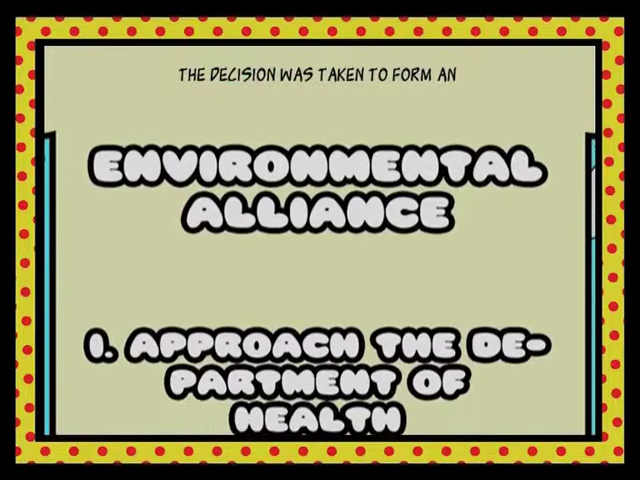 THE DECISION WAS TAKEN TO FORM AN
ENVIRONMENTAL
ALLIANCE
1. APPROACH THE DE-
PARTMENT OF
HEALTH